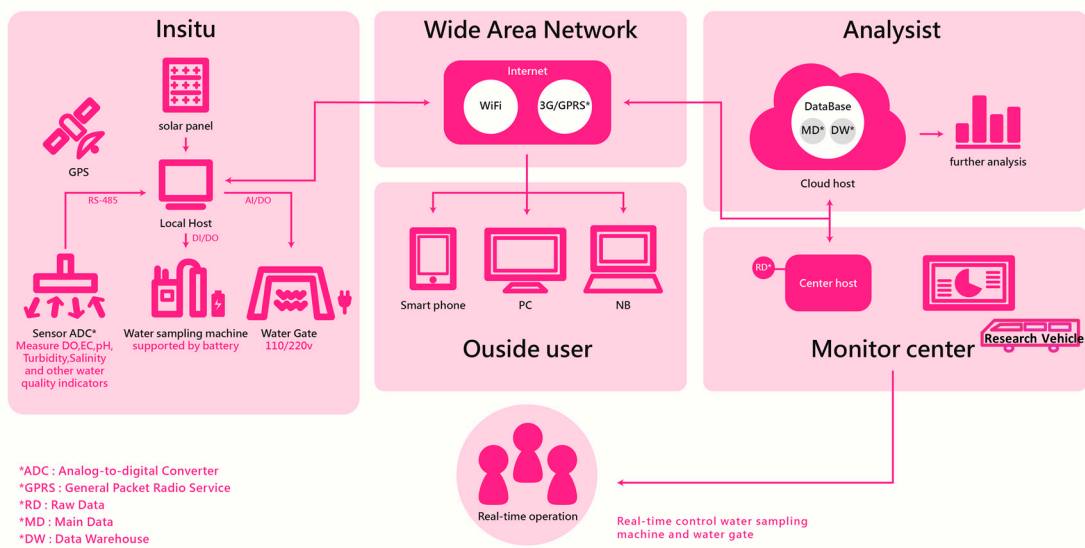 Insitu
solar panel
GPS
RS-485
AI/DO
Local Host
DI/DO
Sensor ADC*
Measure DO,EC,pH,
Turbidity,Salinity
and other water
quality indicators
Water sampling machine
supported by battery
Water Gate
110/220v
Wide Area Network
Internet
WiFi
3G/GPRS*
Smart phone
PC
NB
Ouside user
Analysist
DataBase
MD*
DW*
Cloud host
further analysis
RD*
Center host
Monitor center
Research Vehicle
Real-time operation
Real-time control water sampling
machine and water gate
*ADC : Analog-to-digital Converter
*GPRS : General Packet Radio Service
*RD : Raw Data
*MD : Main Data
*DW : Data Warehouse